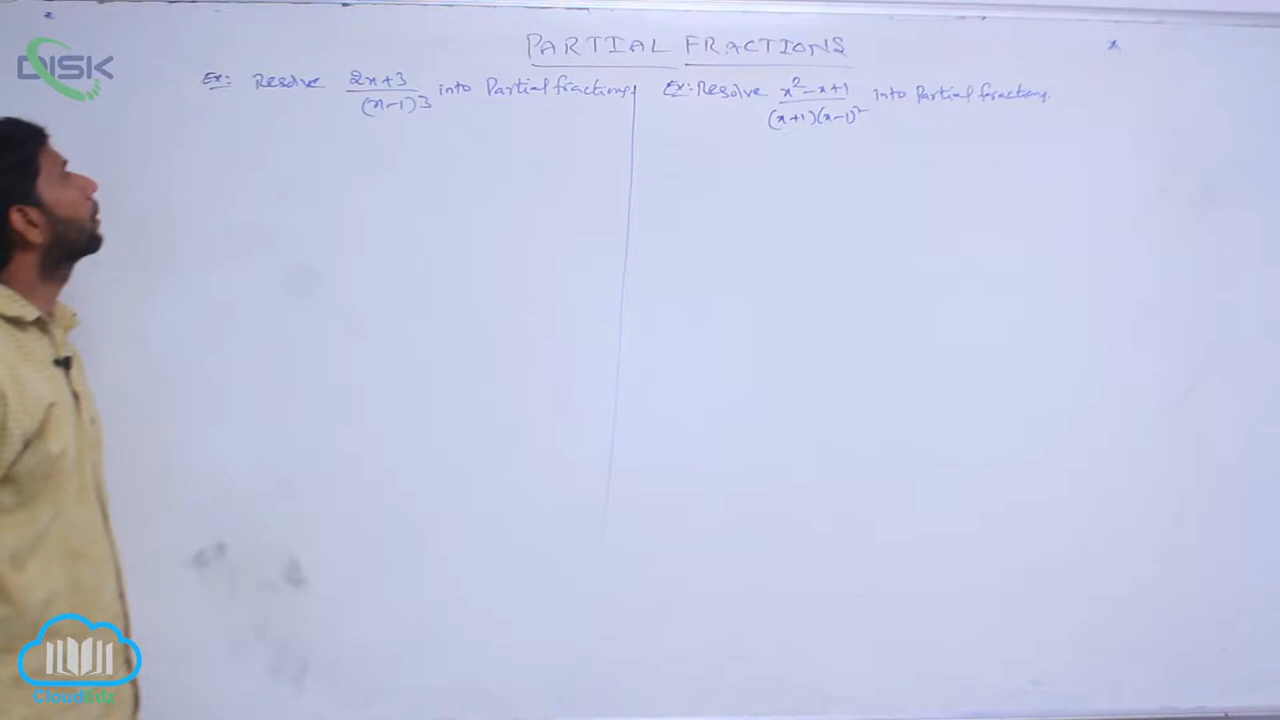 DISK
PARTIAL FRACTIONS
Ex: Resolve 2x+3/(x-1)3 into Partial fractions.
Ex: Resolve x²-x+1/(x+1)(x-1)² into Partial fractions.
CloudEdz